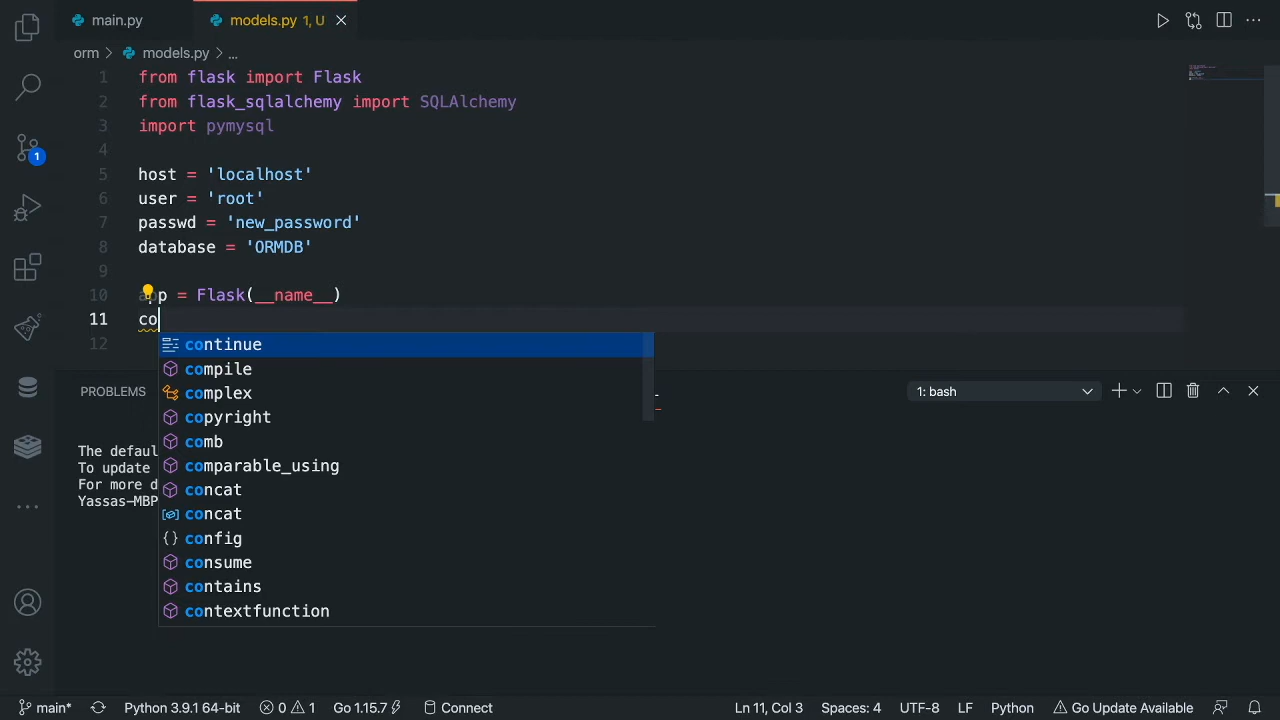 main.py
models.py 1, U
orm > models.py > ...
1 from flask import Flask
2 from flask_sqlalchemy import SQLAlchemy
3 import pymysql
4
5 host = 'localhost'
6 user = 'root'
7 passwd = 'new_password'
8 database = 'ORMDB'
9
10 app = Flask(__name__)
11 co
12
continue
compile
complex
copyright
comb
comparable_using
concat
concat
config
consume
contains
contextfunction
PROBLEMS
1: bash
The defaul
To update
For more d
Yassas-MBP
1
main* Python 3.9.1 64-bit 0 1 Go 1.15.7 Connect Ln 11, Col 3 Spaces: 4 UTF-8 LF Python Go Update Available